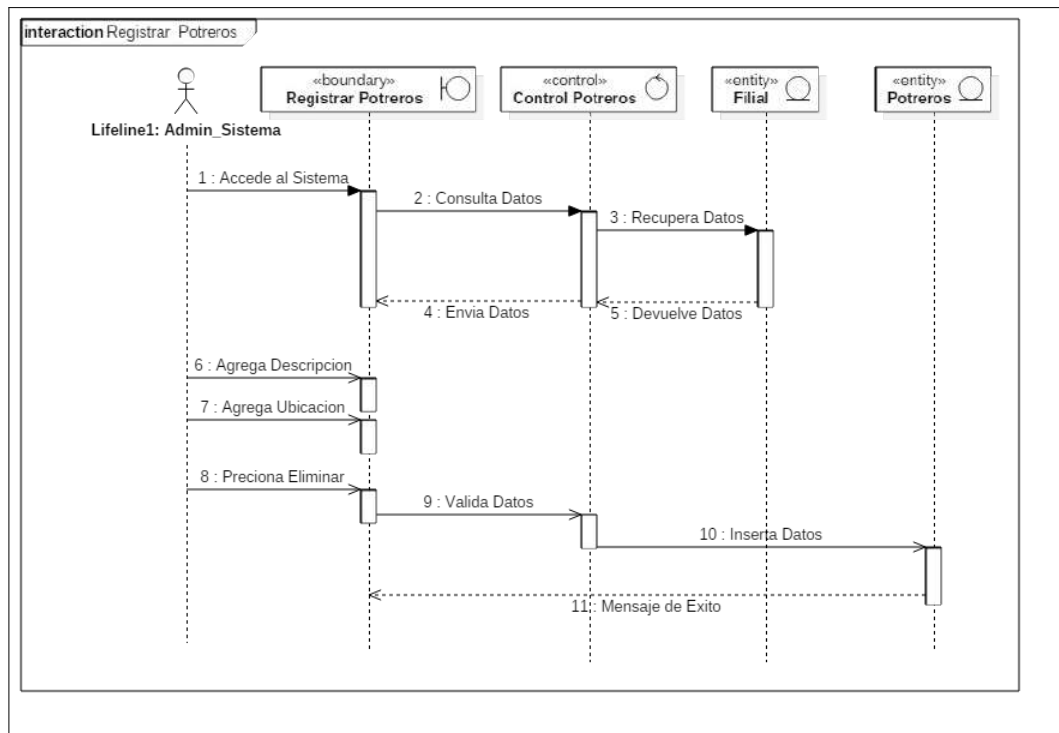 interaction Registrar Potreros
«boundary»
Registrar Potreros
«control»
Control Potreros
«entity»
Filial
«entity»
Potreros
Lifeline1: Admin_Sistema
1 : Accede al Sistema
2 : Consulta Datos
3 : Recupera Datos
4 : Envia Datos
5 : Devuelve Datos
6 : Agrega Descripcion
7 : Agrega Ubicacion
8 : Preciona Eliminar
9 : Valida Datos
10 : Inserta Datos
11 : Mensaje de Exito